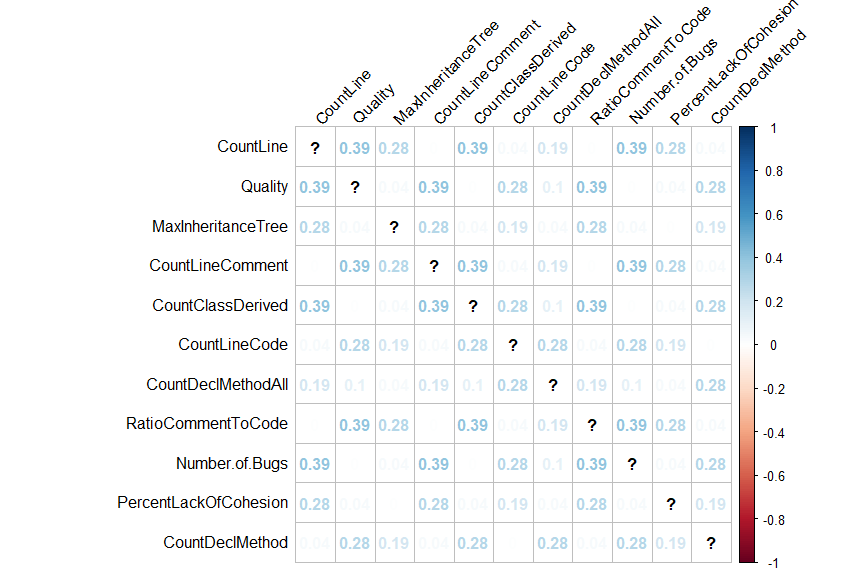 CountLine
Quality
MaxInheritanceTree
CountLineComment
CountClassDerived
CountLineCode
CountDeclMethodAll
RatioCommentToCode
Number.of.Bugs
PercentLackOfCohesion
CountDeclMethod
CountLine ? 0.39 0.28 0.39 0.04 0.19 0.39 0.28 0.04
Quality 0.39 ? 0.04 0.39 0.28 0.1 0.39 0.04 0.28
MaxInheritanceTree 0.28 0.04 ? 0.28 0.04 0.19 0.04 0.28 0.04 0.19
CountLineComment 0.39 0.28 ? 0.39 0.04 0.19 0.39 0.28 0.04
CountClassDerived 0.39 0.04 0.39 ? 0.28 0.1 0.39 0.04 0.28
CountLineCode 0.04 0.28 0.19 0.04 0.28 ? 0.28 0.04 0.28 0.19
CountDeclMethodAll 0.19 0.1 0.04 0.19 0.1 0.28 ? 0.19 0.1 0.04 0.28
RatioCommentToCode 0.39 0.28 0.39 0.04 0.19 ? 0.39 0.28 0.04
Number.of.Bugs 0.39 0.04 0.39 0.28 0.1 0.39 ? 0.04 0.28
PercentLackOfCohesion 0.28 0.04 0.28 0.04 0.19 0.04 0.28 0.04 ? 0.19
CountDeclMethod 0.04 0.28 0.19 0.04 0.28 0.28 0.04 0.28 0.19 ?
1
0.8
0.6
0.4
0.2
0
-0.2
-0.4
-0.6
-0.8
-1